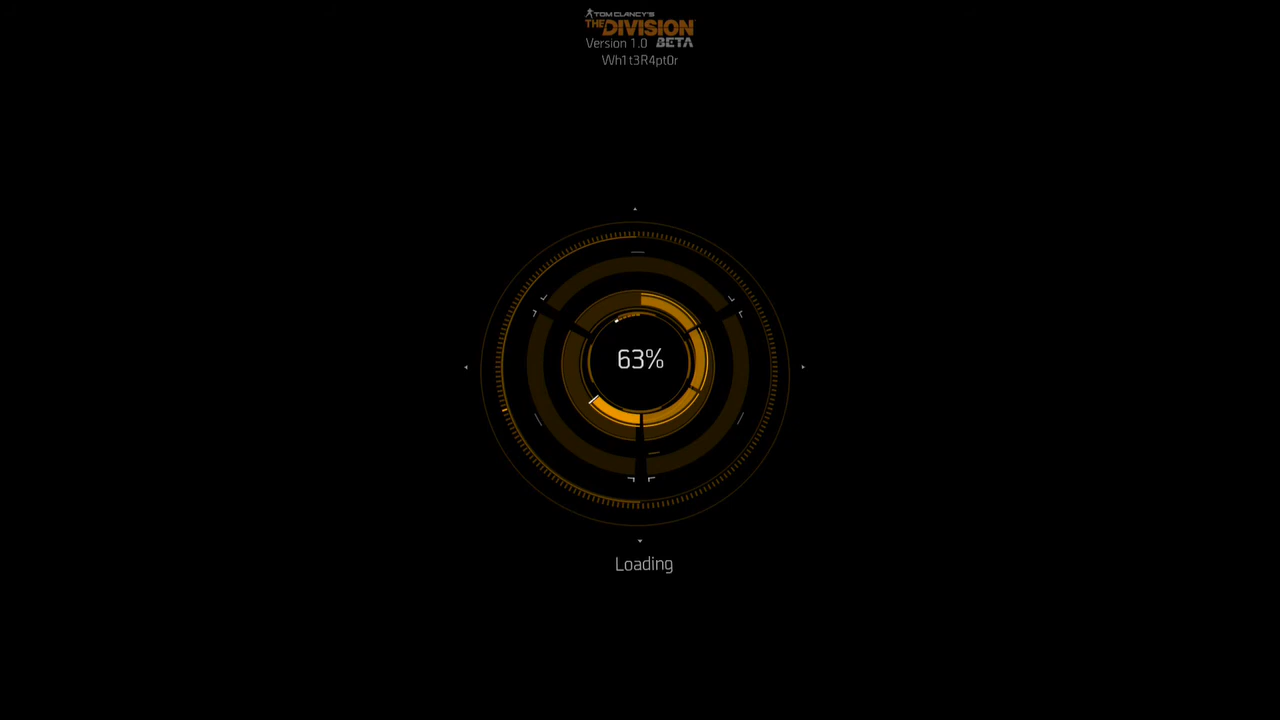 TOM CLANCY'S
THE DIVISION
Version 1.0 BETA
Wh1t3R4pt0r
63%
Loading